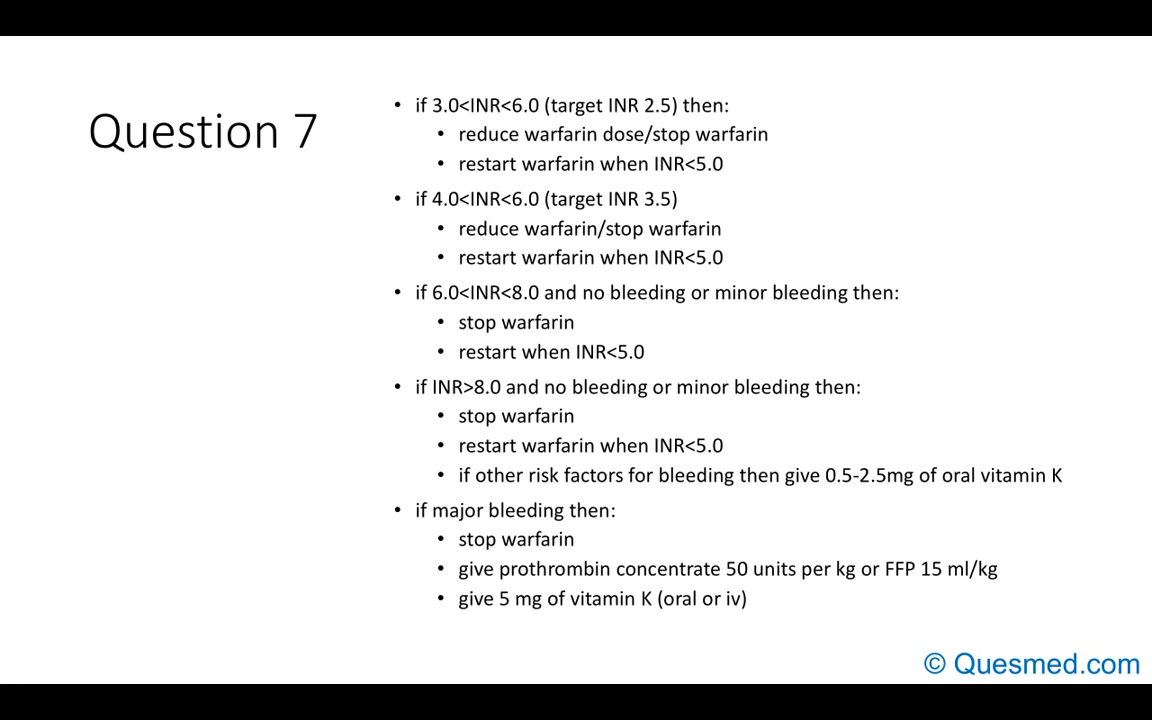 Question 7
• if 3.0<INR<6.0 (target INR 2.5) then:
• reduce warfarin dose/stop warfarin
• restart warfarin when INR<5.0
• if 4.0<INR<6.0 (target INR 3.5)
• reduce warfarin/stop warfarin
• restart warfarin when INR<5.0
• if 6.0<INR<8.0 and no bleeding or minor bleeding then:
• stop warfarin
• restart when INR<5.0
• if INR>8.0 and no bleeding or minor bleeding then:
• stop warfarin
• restart warfarin when INR<5.0
• if other risk factors for bleeding then give 0.5-2.5mg of oral vitamin K
• if major bleeding then:
• stop warfarin
• give prothrombin concentrate 50 units per kg or FFP 15 ml/kg
• give 5 mg of vitamin K (oral or iv)
© Quesmed.com